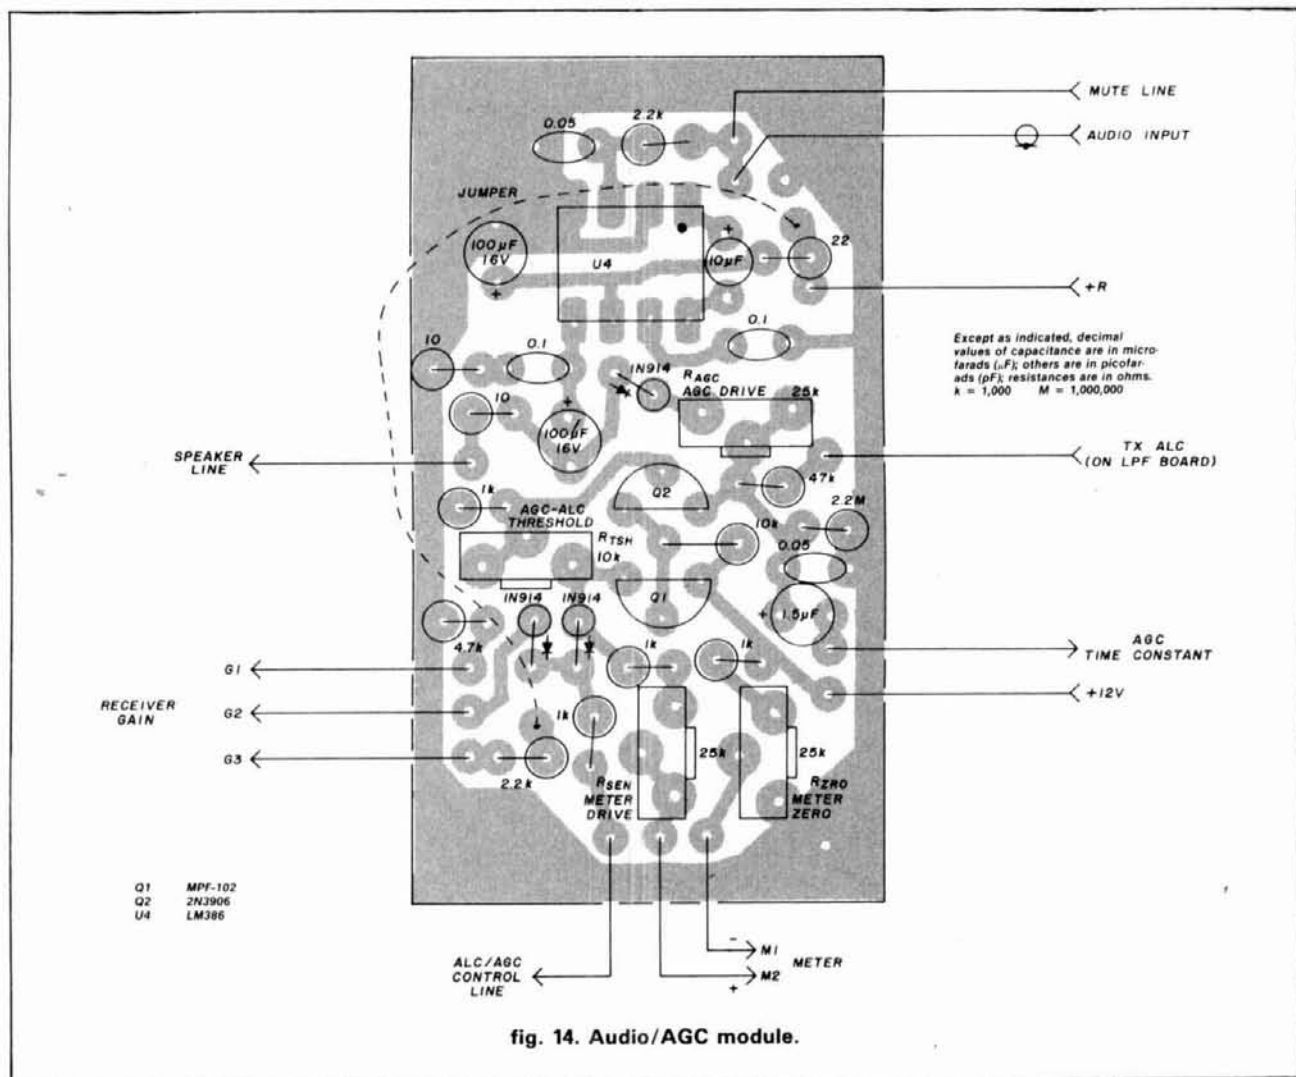 MUTE LINE
AUDIO INPUT
0.05
2.2k
JUMPER
100µF
16V
+
U4
+
10µF
22
+R
Except as indicated, decimal
values of capacitance are in micro-
farads (µF); others are in picofar-
ads (pF); resistances are in ohms.
k = 1,000 M = 1,000,000
10
0.1
0.1
1N914
RAGC
AGC DRIVE
25k
10
+
100µF
16V
SPEAKER
LINE
TX ALC
(ON LPF BOARD)
47k
1k
Q2
2.2M
AGC-ALC
THRESHOLD
RTSH
10k
10k
0.05
1N914
1N914
Q1
+
1.5µF
4.7k
1k
1k
AGC
TIME CONSTANT
G1
+12V
RECEIVER
GAIN
G2
1k
G3
2.2k
25k
25k
RSEN
METER
DRIVE
RZRO
METER
ZERO
Q1 MPF-102
Q2 2N3906
U4 LM386
ALC/AGC
CONTROL
LINE
-
M1
METER
M2
+
fig. 14. Audio/AGC module.